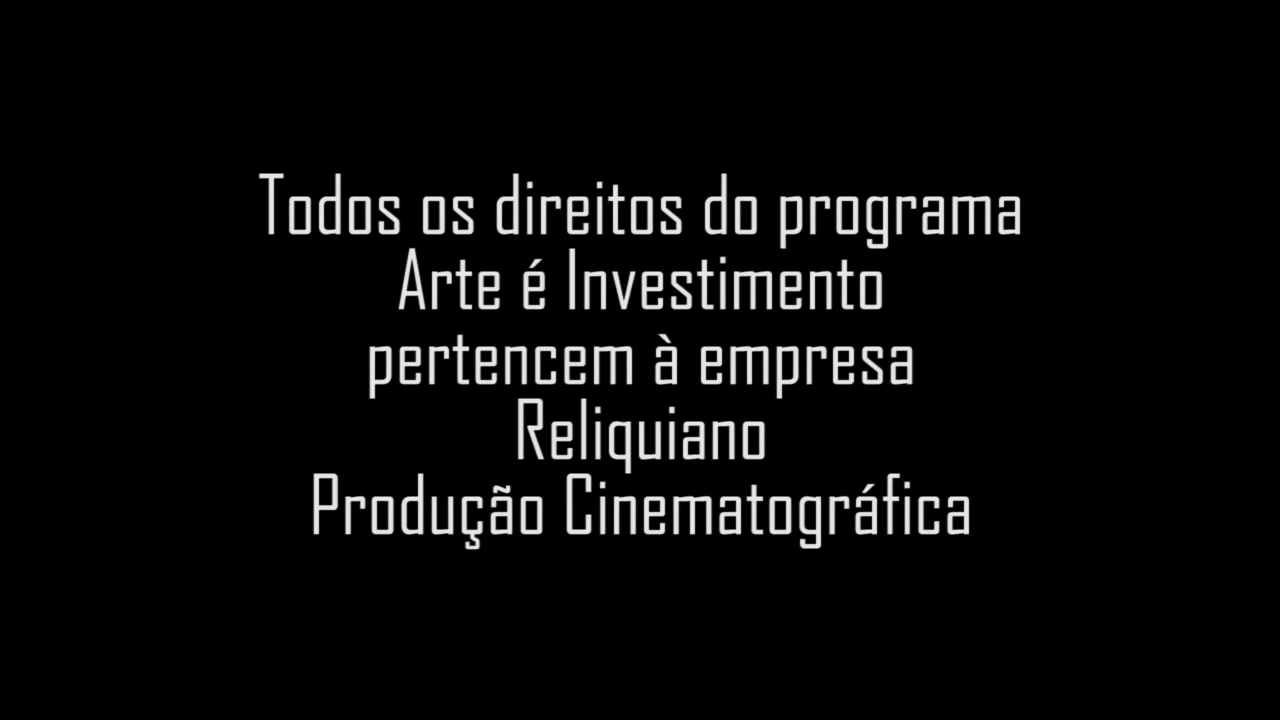 Todos os direitos do programa
Arte é Investimento
pertencem à empresa
Reliquiano
Produção Cinematográfica